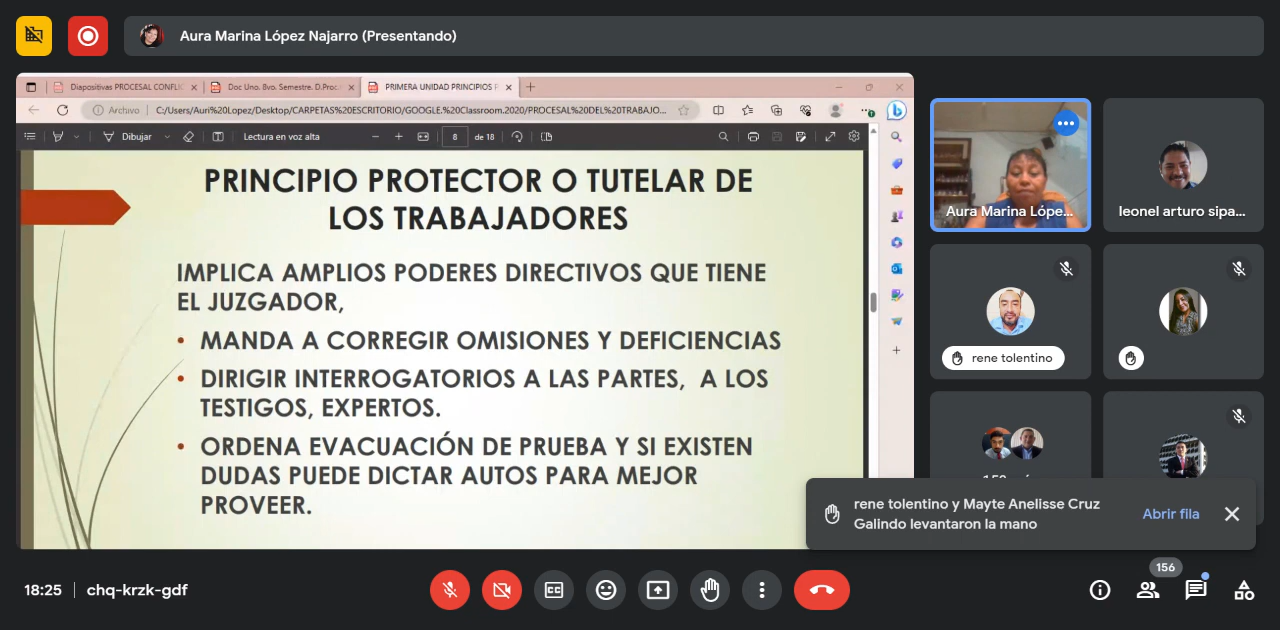 Aura Marina López Najarro (Presentando)
Diapositivas PROCESAL CONFLI
Doc Uno. 8vo. Semestre. D.Proc
PRIMERA UNIDAD PRINCIPIOS F
Archivo
C:/Users/Auri%20Lopez/Desktop/CARPETAS%20ESCRITORIO/GOOGLE.%20Classroom.2020/PROCESAL%20DEL%20TRABAJO...
Dibujar
Lectura en voz alta
8
de 18
PRINCIPIO PROTECTOR O TUTELAR DE
LOS TRABAJADORES
IMPLICA AMPLIOS PODERES DIRECTIVOS QUE TIENE
EL JUZGADOR,
• MANDA A CORREGIR OMISIONES Y DEFICIENCIAS
• DIRIGIR INTERROGATORIOS A LAS PARTES, A LOS
TESTIGOS, EXPERTOS.
• ORDENA EVACUACIÓN DE PRUEBA Y SI EXISTEN
DUDAS PUEDE DICTAR AUTOS PARA MEJOR
PROVEER.
Aura Marina Lópe...
leonel arturo sipa...
rene tolentino
rene tolentino y Mayte Anelisse Cruz
Galindo levantaron la mano
Abrir fila
18:25
chq-krzk-gdf
156